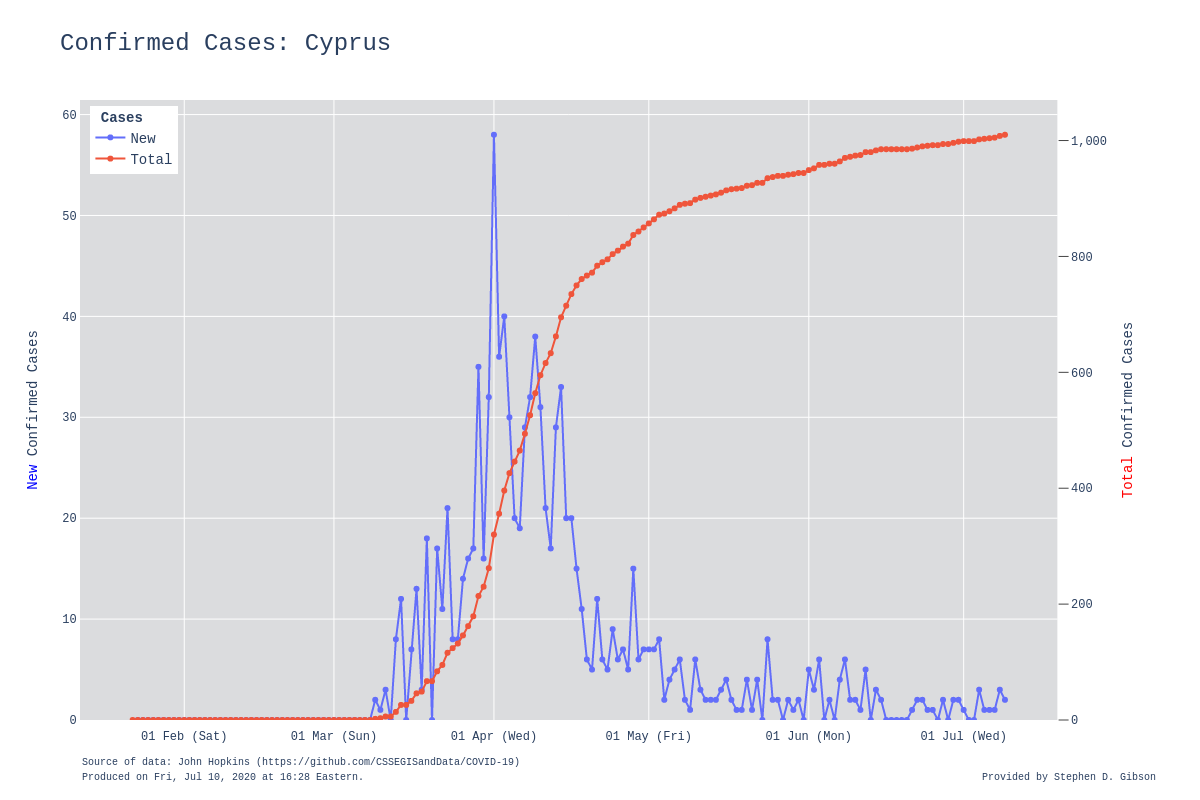 Confirmed Cases: Cyprus
Cases
New
Total
60
50
40
30
20
10
0
1,000
800
600
400
200
0
New Confirmed Cases
Total Confirmed Cases
01 Feb (Sat)
01 Mar (Sun)
01 Apr (Wed)
01 May (Fri)
01 Jun (Mon)
01 Jul (Wed)
Source of data: John Hopkins (https://github.com/CSSEGISandData/COVID-19)
Produced on Fri, Jul 10, 2020 at 16:28 Eastern.
Provided by Stephen D. Gibson